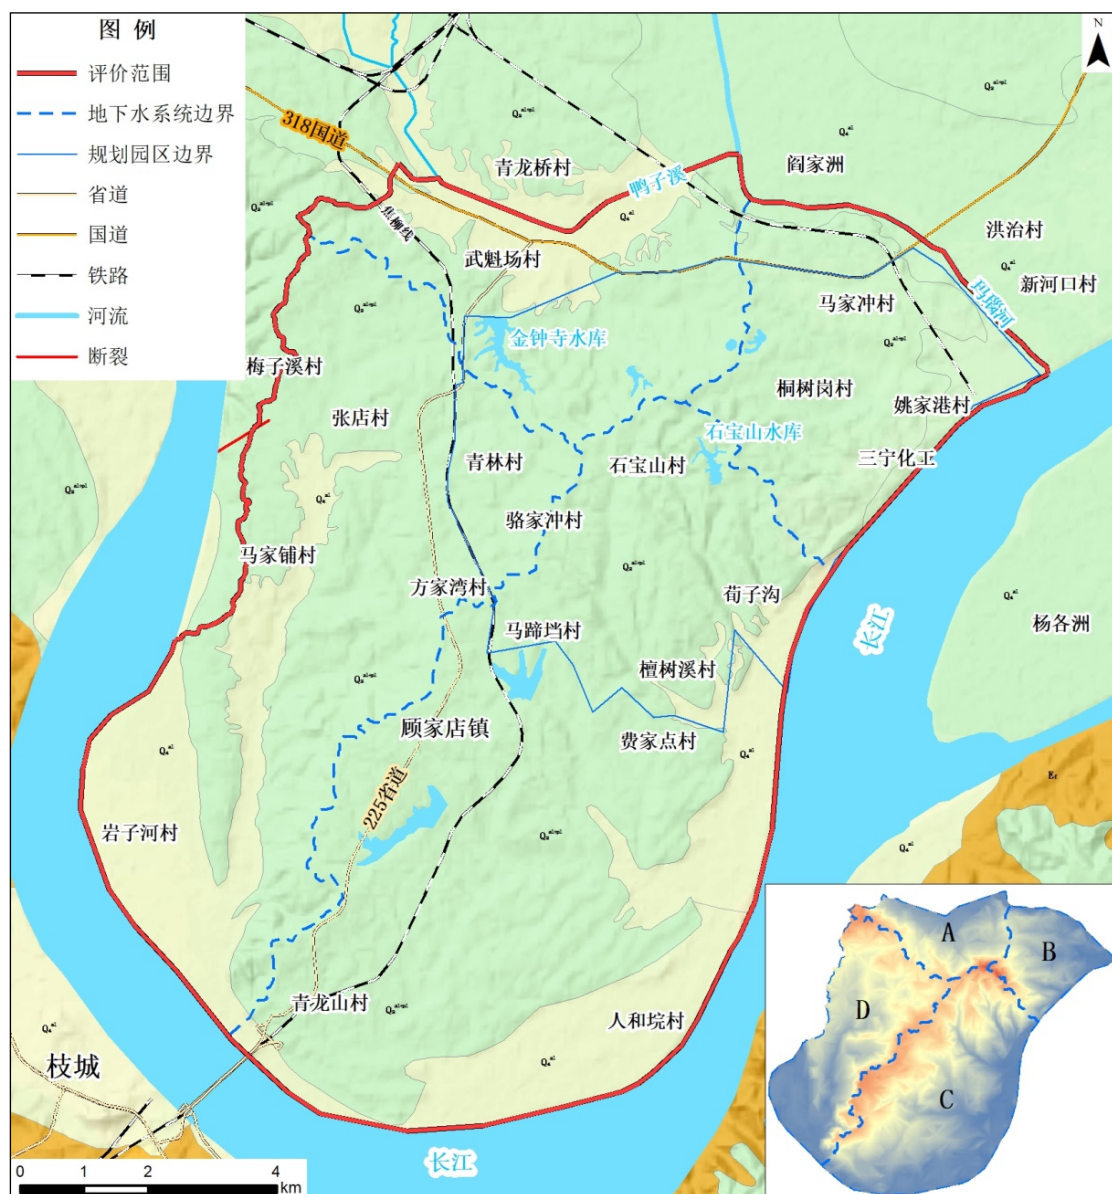 图 例
评价范围
地下水系统边界
规划园区边界
省道
国道
铁路
河流
断裂
N
318国道
青龙桥村
鸭子溪
阎家洲
焦柳线
武魁场村
洪治村
新河口村
玛瑙河
马家冲村
金钟寺水库
梅子溪村
张店村
桐树岗村
姚家港村
石宝山水库
青林村
石宝山村
三宁化工
骆家冲村
马家铺村
方家湾村
荀子沟
长江
杨各洲
马蹄垱村
檀树溪村
顾家店镇
费家点村
225省道
岩子河村
青龙山村
人和垸村
枝城
长江
A
B
D
C
0 1 2 4
km